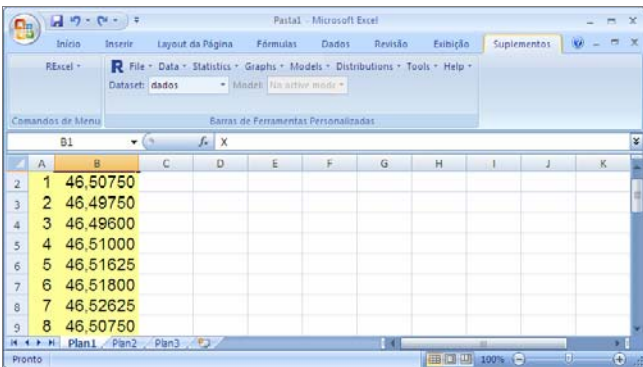 Pasta1 - Microsoft Excel
Início Inserir Layout da Página Fórmulas Dados Revisão Exibição Suplementos
RExcel
R File Data Statistics Graphs Models Distributions Tools Help
Dataset: dados Model: No active mode
Comandos de Menu Barras de Ferramentas Personalizadas
B1 fx X
A B C D E F G H I J K
2 1 46,50750
3 2 46,49750
4 3 46,49600
5 4 46,51000
6 5 46,51625
7 6 46,51800
8 7 46,52625
9 8 46,50750
Plan1 Plan2 Plan3
Pronto 100%